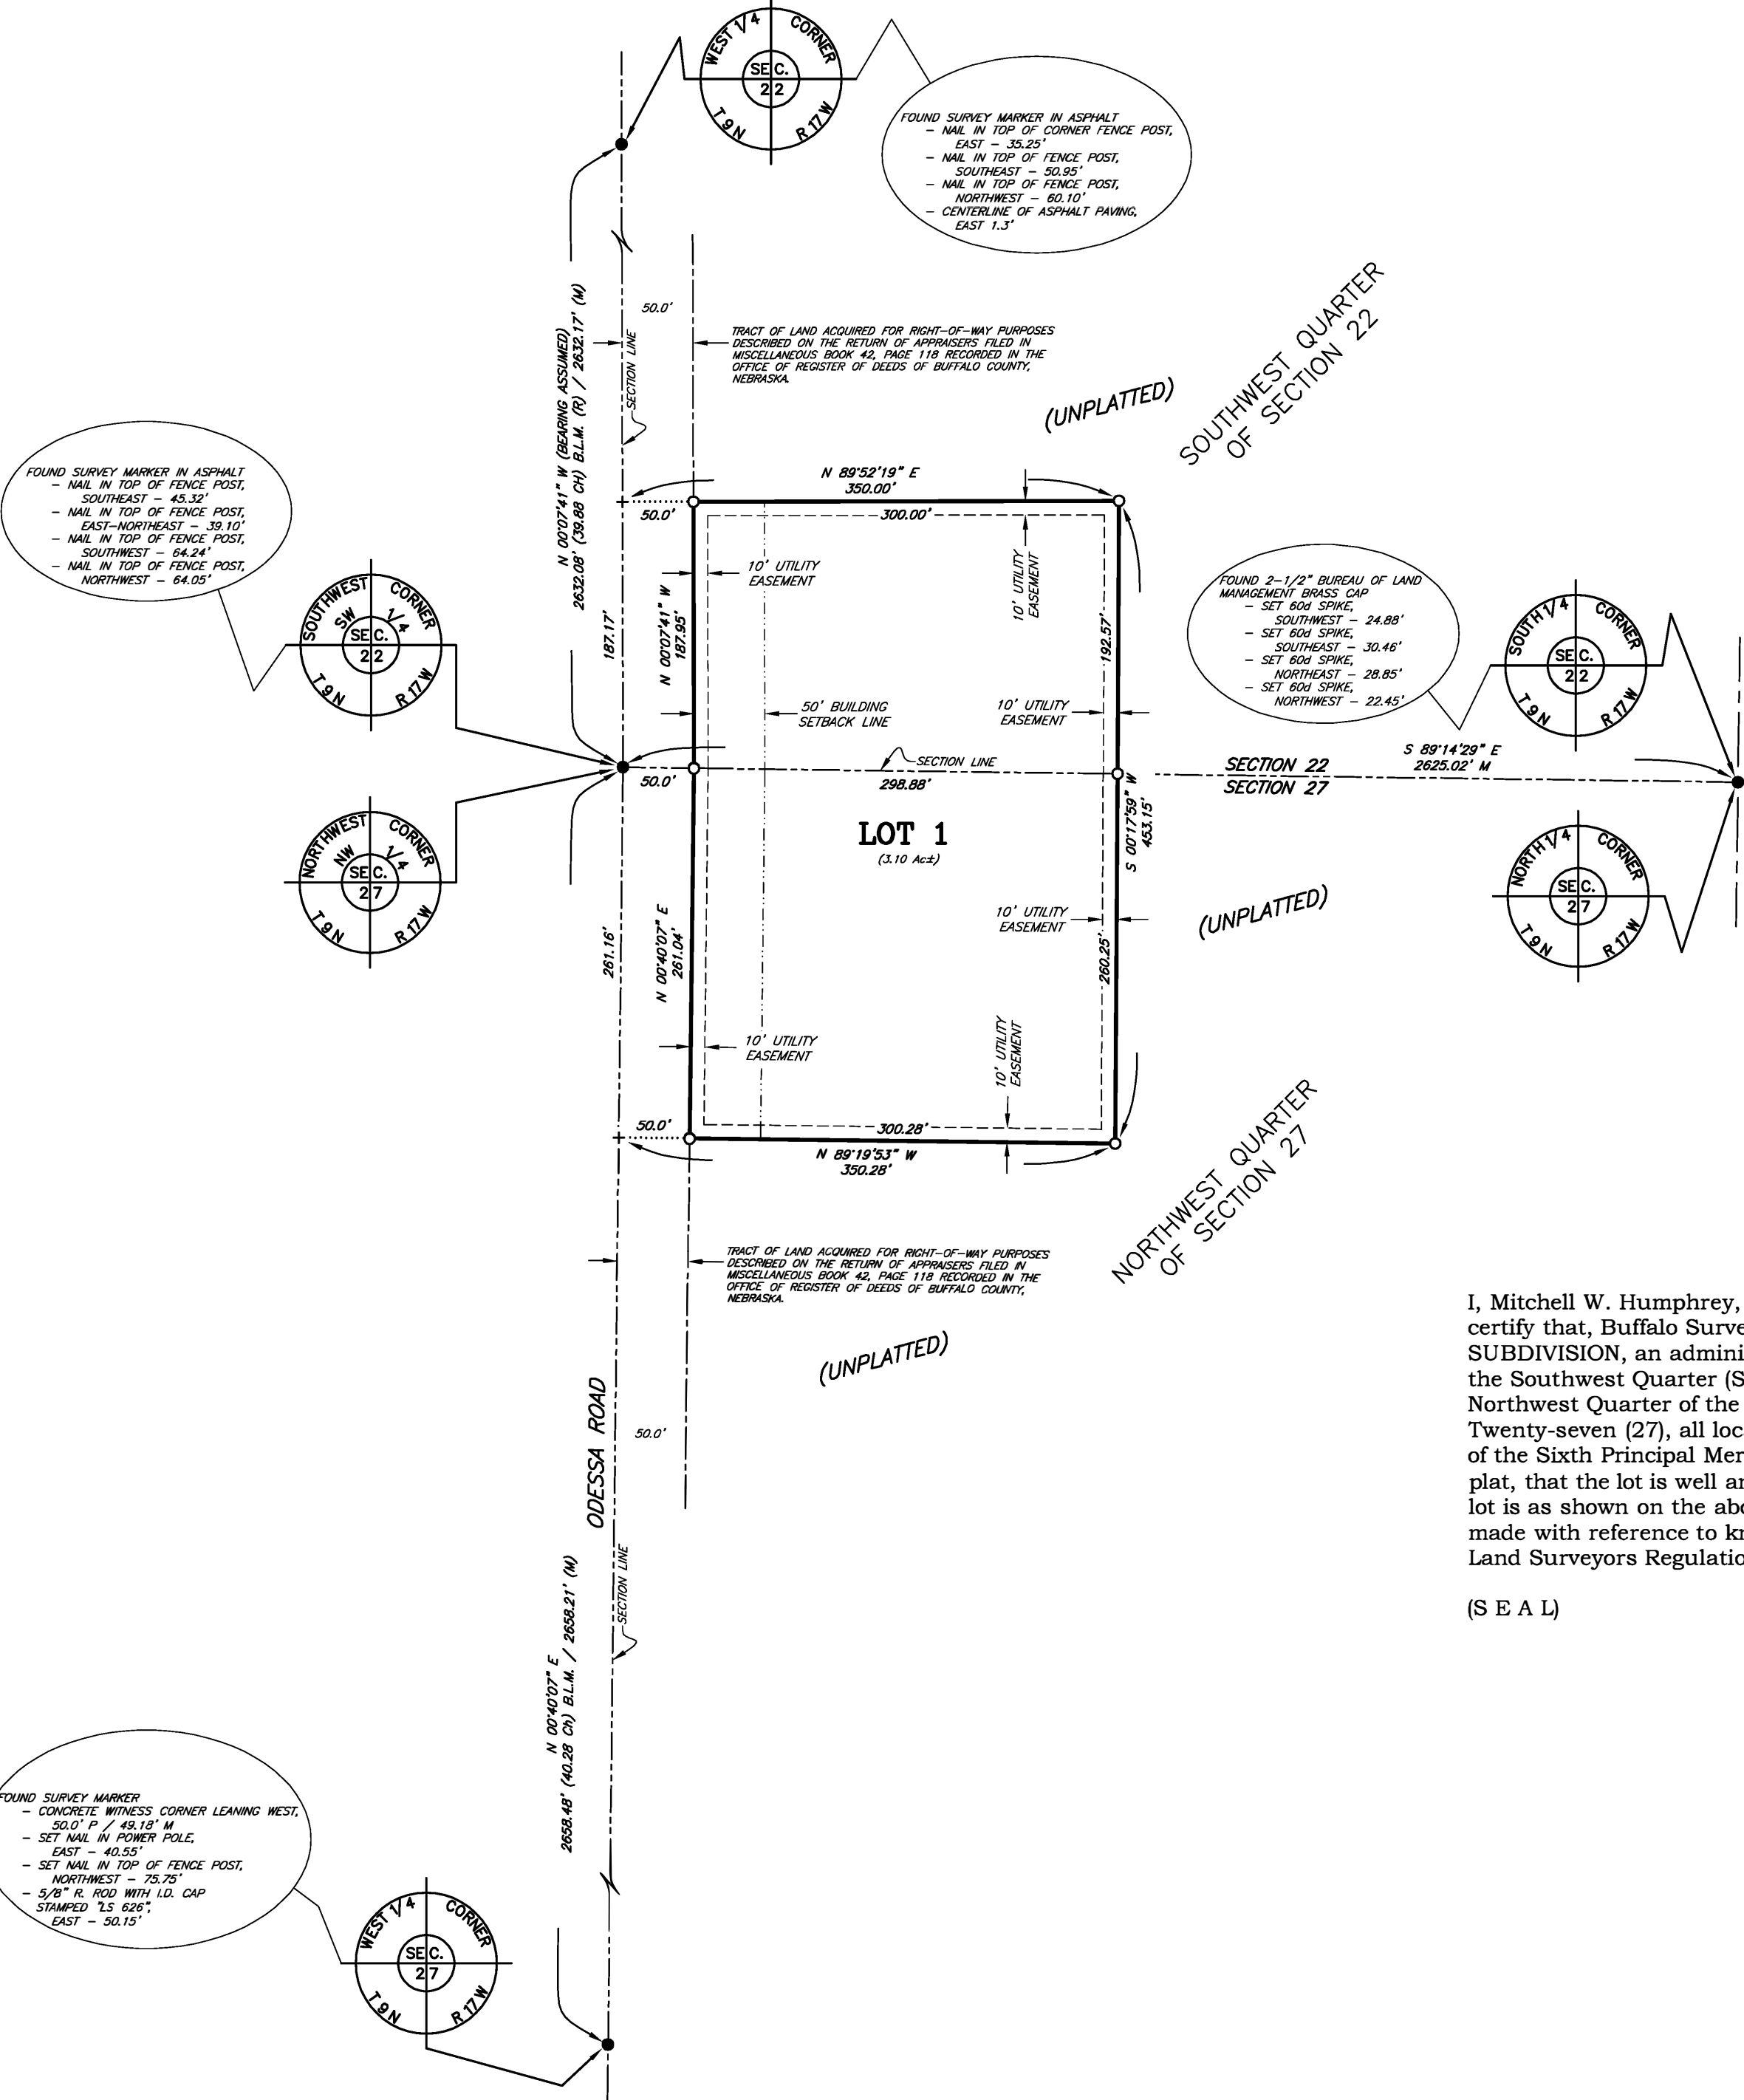 WEST 1/4 CORNER
SEC.
22
T 9 N R 17 W
FOUND SURVEY MARKER IN ASPHALT
– NAIL IN TOP OF CORNER FENCE POST,
EAST – 35.25'
– NAIL IN TOP OF FENCE POST,
SOUTHEAST – 50.95'
– NAIL IN TOP OF FENCE POST,
NORTHWEST – 60.10'
– CENTERLINE OF ASPHALT PAVING,
EAST 1.3'
N 00°07'41" W (BEARING ASSUMED)
2632.08' (39.88 CH) B.L.M. (R) / 2632.17' (M)
SECTION LINE
50.0'
TRACT OF LAND ACQUIRED FOR RIGHT–OF–WAY PURPOSES
DESCRIBED ON THE RETURN OF APPRAISERS FILED IN
MISCELLANEOUS BOOK 42, PAGE 118 RECORDED IN THE
OFFICE OF REGISTER OF DEEDS OF BUFFALO COUNTY,
NEBRASKA.
(UNPLATTED)
SOUTHWEST QUARTER
OF SECTION 22
FOUND SURVEY MARKER IN ASPHALT
– NAIL IN TOP OF FENCE POST,
SOUTHEAST – 45.32'
– NAIL IN TOP OF FENCE POST,
EAST–NORTHEAST – 39.10'
– NAIL IN TOP OF FENCE POST,
SOUTHWEST – 64.24'
– NAIL IN TOP OF FENCE POST,
NORTHWEST – 64.05'
SOUTHWEST CORNER
SW 1/4
SEC.
22
T 9 N R 17 W
NORTHWEST CORNER
NW 1/4
SEC.
27
T 9 N R 17 W
N 89°52'19" E
350.00'
50.0'
300.00'
10' UTILITY
EASEMENT
10' UTILITY
EASEMENT
187.17'
N 00°07'41" W
187.95'
192.57'
50' BUILDING
SETBACK LINE
10' UTILITY
EASEMENT
FOUND 2–1/2" BUREAU OF LAND
MANAGEMENT BRASS CAP
– SET 60d SPIKE,
SOUTHWEST – 24.88'
– SET 60d SPIKE,
SOUTHEAST – 30.46'
– SET 60d SPIKE,
NORTHEAST – 28.85'
– SET 60d SPIKE,
NORTHWEST – 22.45'
SOUTH 1/4 CORNER
SEC.
22
T 9 N R 17 W
50.0'
SECTION LINE
298.88'
SECTION 22
SECTION 27
S 89°14'29" E
2625.02' M
LOT 1
(3.10 Ac±)
S 00°17'59" W
453.15'
NORTH 1/4 CORNER
SEC.
27
T 9 N R 17 W
(UNPLATTED)
261.16'
N 00°40'07" E
261.04'
10' UTILITY
EASEMENT
260.25'
10' UTILITY
EASEMENT
10' UTILITY
EASEMENT
50.0'
300.28'
N 89°19'53" W
350.28'
NORTHWEST QUARTER
OF SECTION 27
TRACT OF LAND ACQUIRED FOR RIGHT–OF–WAY PURPOSES
DESCRIBED ON THE RETURN OF APPRAISERS FILED IN
MISCELLANEOUS BOOK 42, PAGE 118 RECORDED IN THE
OFFICE OF REGISTER OF DEEDS OF BUFFALO COUNTY,
NEBRASKA.
(UNPLATTED)
ODESSA ROAD
50.0'
SECTION LINE
N 00°40'07" E
2658.48' (40.28 Ch) B.L.M. / 2658.21' (M)
FOUND SURVEY MARKER
– CONCRETE WITNESS CORNER LEANING WEST,
50.0' P / 49.18' M
– SET NAIL IN POWER POLE,
EAST – 40.55'
– SET NAIL IN TOP OF FENCE POST,
NORTHWEST – 75.75'
– 5/8" R. ROD WITH I.D. CAP
STAMPED "LS 626",
EAST – 50.15'
WEST 1/4 CORNER
SEC.
27
T 9 N R 17 W
I, Mitchell W. Humphrey,
certify that, Buffalo Surve
SUBDIVISION, an admini
the Southwest Quarter (S
Northwest Quarter of the
Twenty-seven (27), all loc
of the Sixth Principal Mer
plat, that the lot is well an
lot is as shown on the abo
made with reference to kn
Land Surveyors Regulatio
(S E A L)